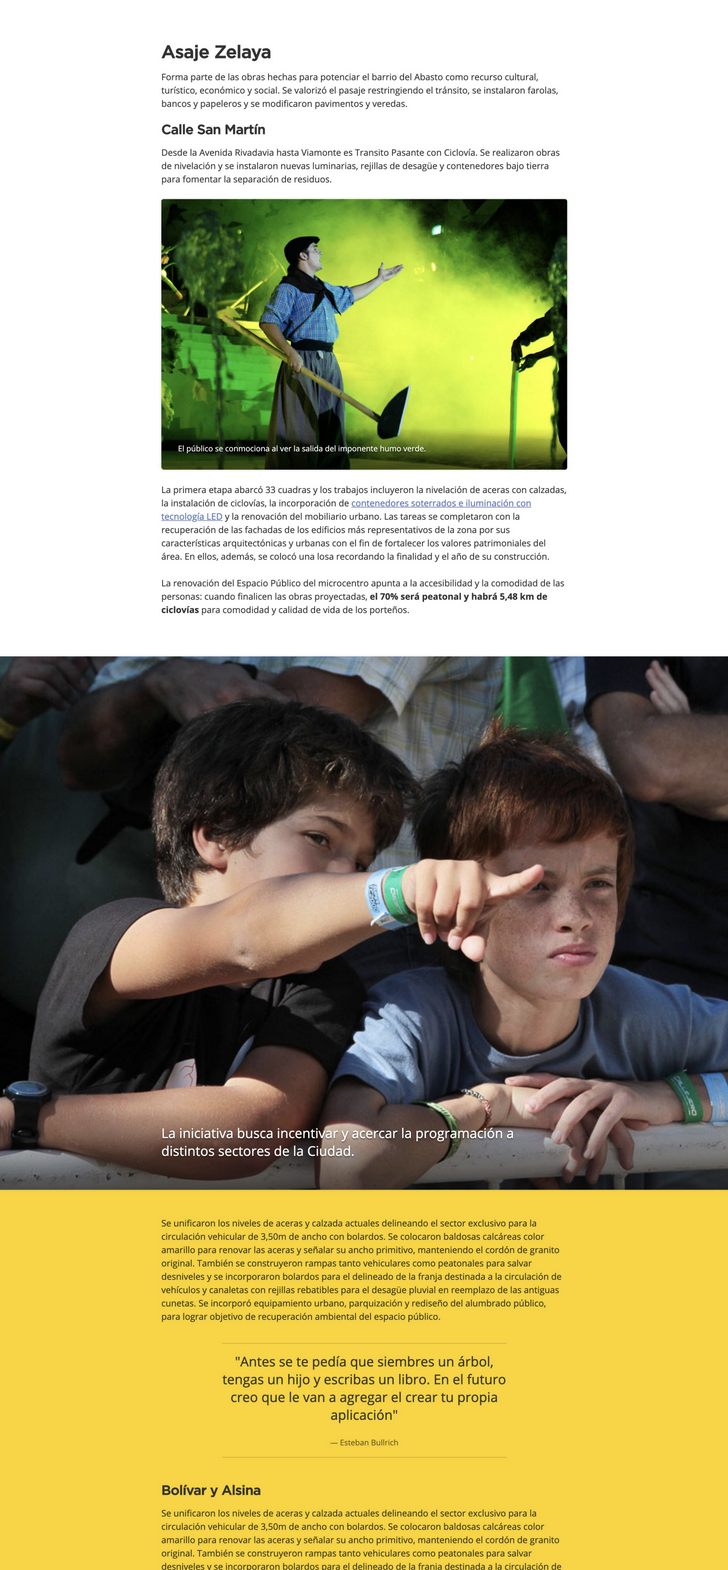 Asaje Zelaya
Forma parte de las obras hechas para potenciar el barrio del Abasto como recurso cultural,
turístico, económico y social. Se valorizó el pasaje restringiendo el tránsito, se instalaron farolas,
bancos y papeleros y se modificaron pavimentos y veredas.
Calle San Martín
Desde la Avenida Rivadavia hasta Viamonte es Transito Pasante con Ciclovía. Se realizaron obras
de nivelación y se instalaron nuevas luminarias, rejillas de desagüe y contenedores bajo tierra
para fomentar la separación de residuos.
El público se conmociona al ver la salida del imponente humo verde.
La primera etapa abarcó 33 cuadras y los trabajos incluyeron la nivelación de aceras con calzadas,
la instalación de ciclovías, la incorporación de contenedores soterrados e iluminación con
tecnología LED y la renovación del mobiliario urbano. Las tareas se completaron con la
recuperación de las fachadas de los edificios más representativos de la zona por sus
características arquitectónicas y urbanas con el fin de fortalecer los valores patrimoniales del
área. En ellos, además, se colocó una losa recordando la finalidad y el año de su construcción.
La renovación del Espacio Público del microcentro apunta a la accesibilidad y la comodidad de las
personas: cuando finalicen las obras proyectadas, el 70% será peatonal y habrá 5,48 km de
ciclovías para comodidad y calidad de vida de los porteños.
La iniciativa busca incentivar y acercar la programación a
distintos sectores de la Ciudad.
Se unificaron los niveles de aceras y calzada actuales delineando el sector exclusivo para la
circulación vehicular de 3,50m de ancho con bolardos. Se colocaron baldosas calcáreas color
amarillo para renovar las aceras y señalar su ancho primitivo, manteniendo el cordón de granito
original. También se construyeron rampas tanto vehiculares como peatonales para salvar
desniveles y se incorporaron bolardos para el delineado de la franja destinada a la circulación de
vehículos y canaletas con rejillas rebatibles para el desagüe pluvial en reemplazo de las antiguas
cunetas. Se incorporó equipamiento urbano, parquización y rediseño del alumbrado público,
para lograr objetivo de recuperación ambiental del espacio público.
"Antes se te pedía que siembres un árbol,
tengas un hijo y escribas un libro. En el futuro
creo que le van a agregar el crear tu propia
aplicación"
— Esteban Bullrich
Bolívar y Alsina
Se unificaron los niveles de aceras y calzada actuales delineando el sector exclusivo para la
circulación vehicular de 3,50m de ancho con bolardos. Se colocaron baldosas calcáreas color
amarillo para renovar las aceras y señalar su ancho primitivo, manteniendo el cordón de granito
original. También se construyeron rampas tanto vehiculares como peatonales para salvar
desniveles y se incorporaron bolardos para el delineado de la franja destinada a la circulación de